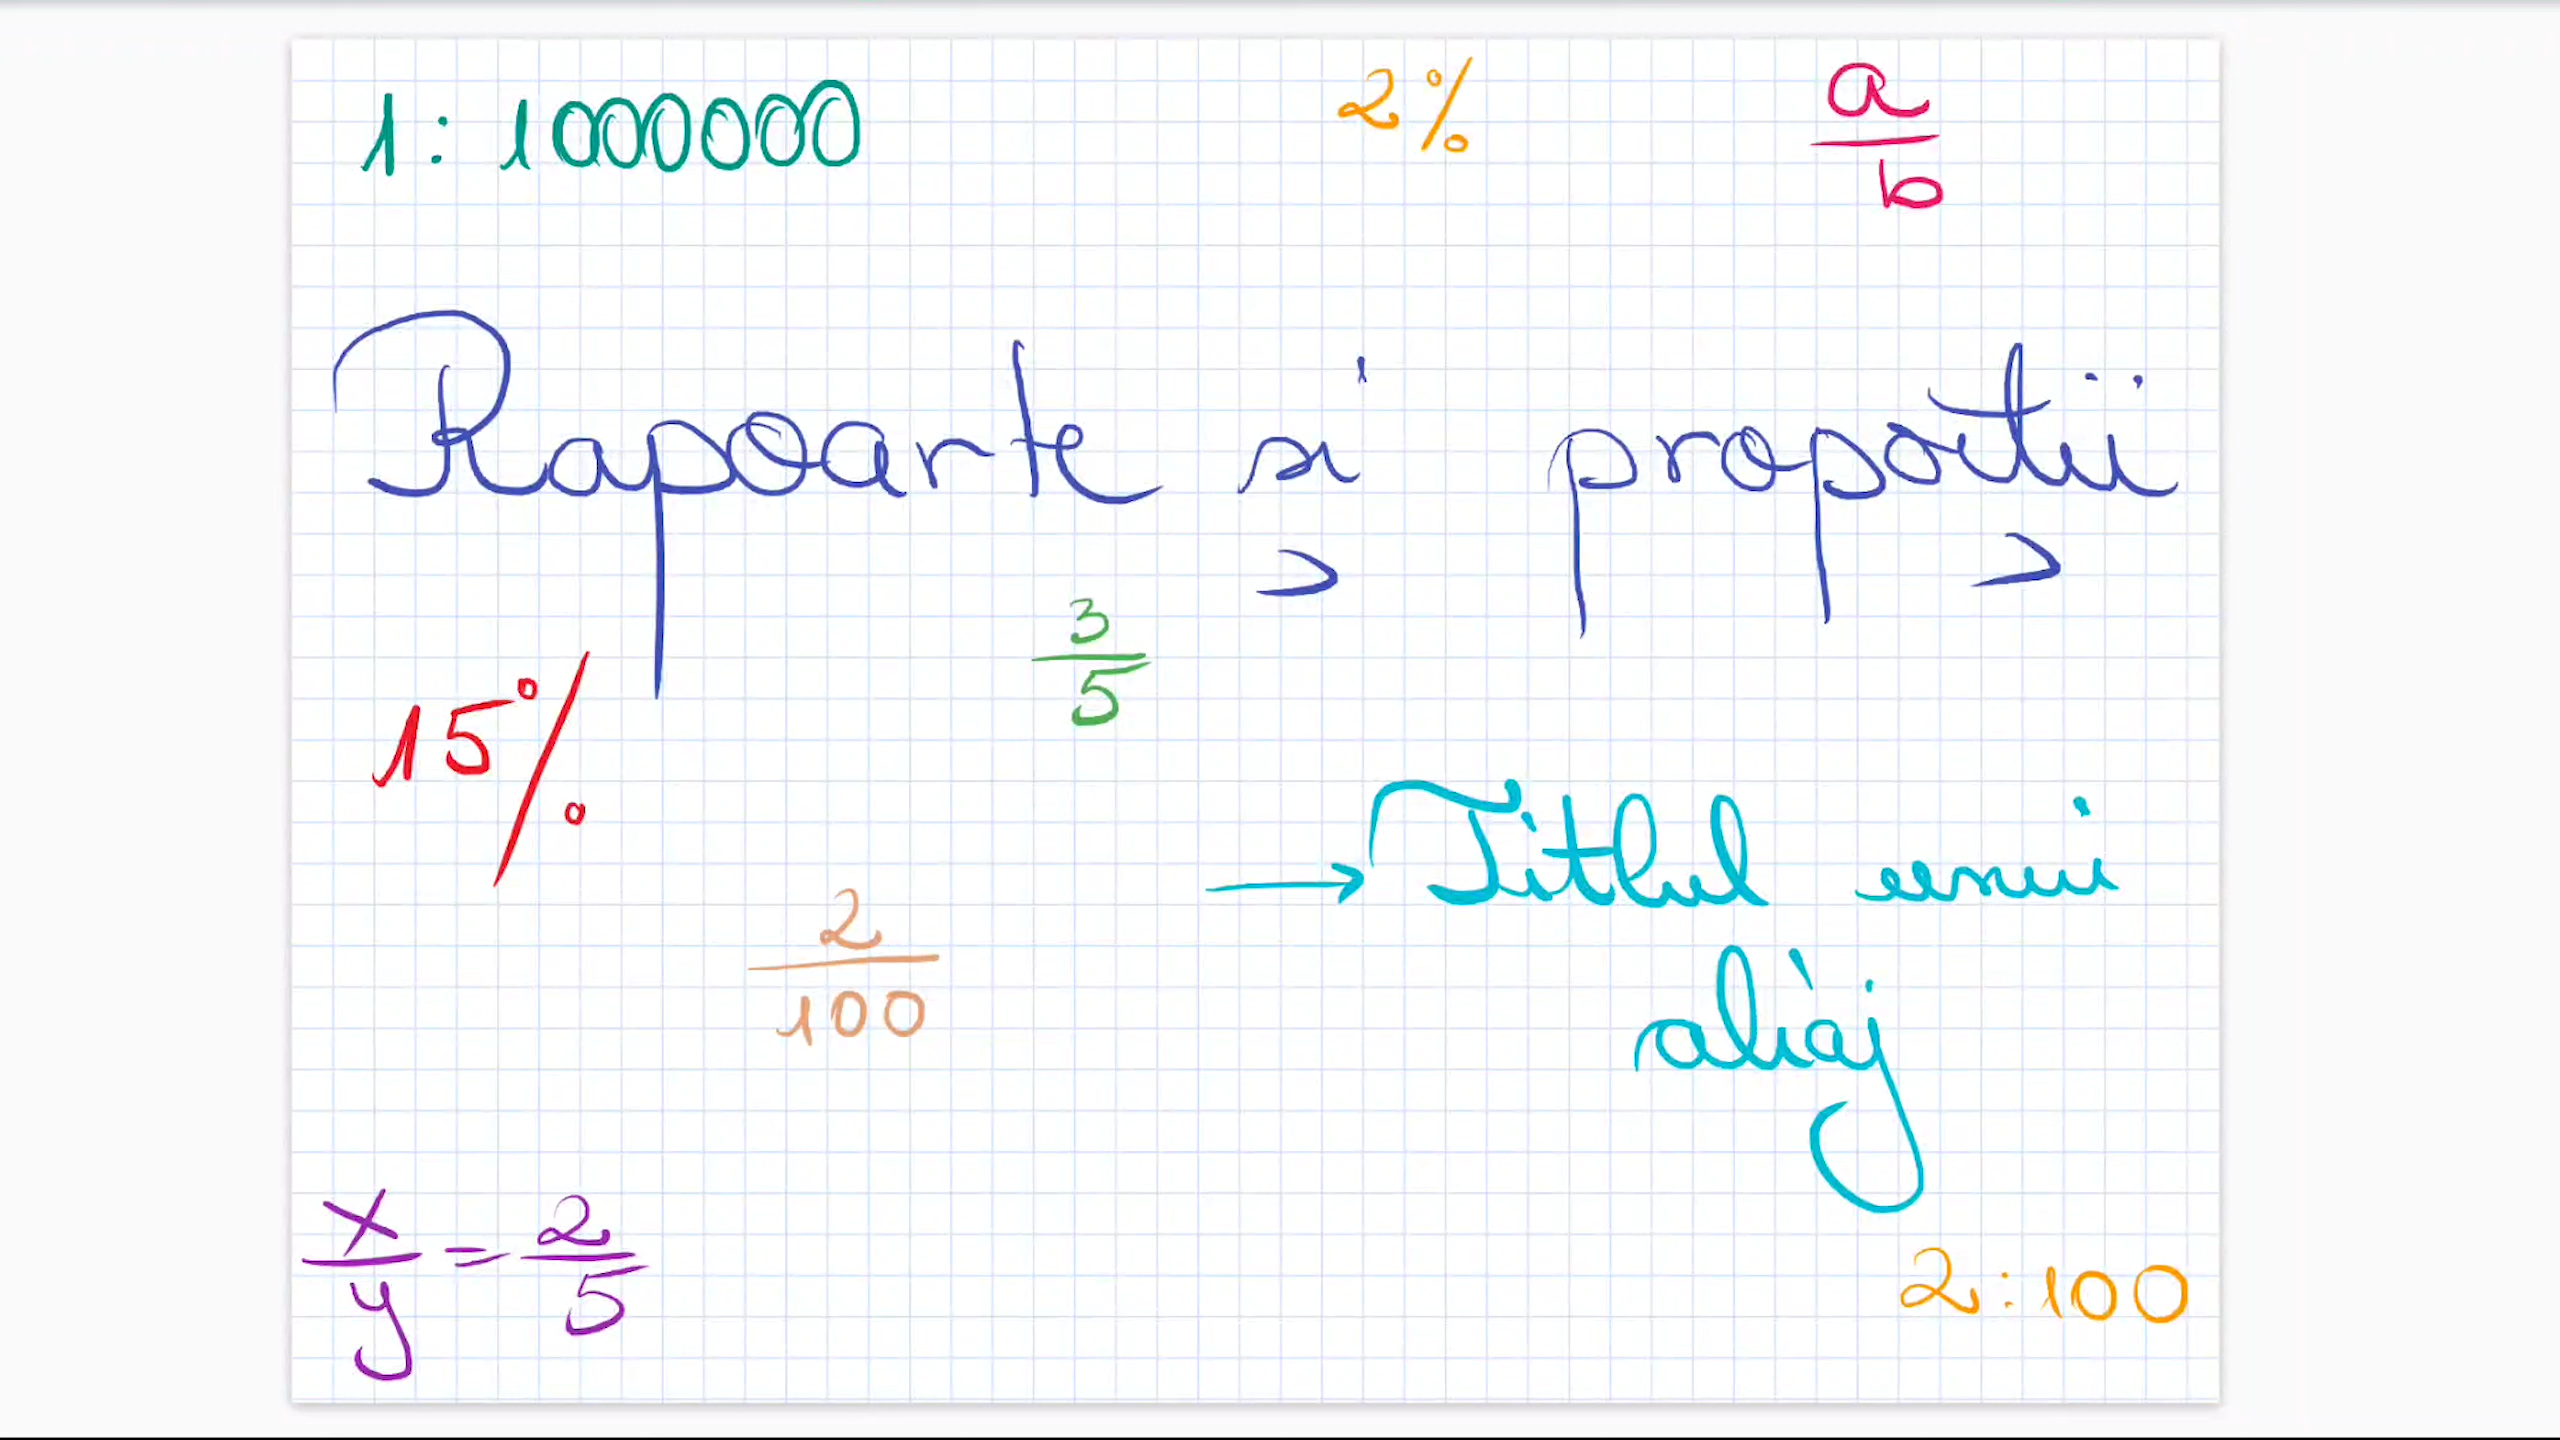 1 : 1000000
2%
a/b
Rapoarte și proporții
3/5
15%
→ Titlul unui
aliaj
2/100
x/y = 2/5
2 : 100